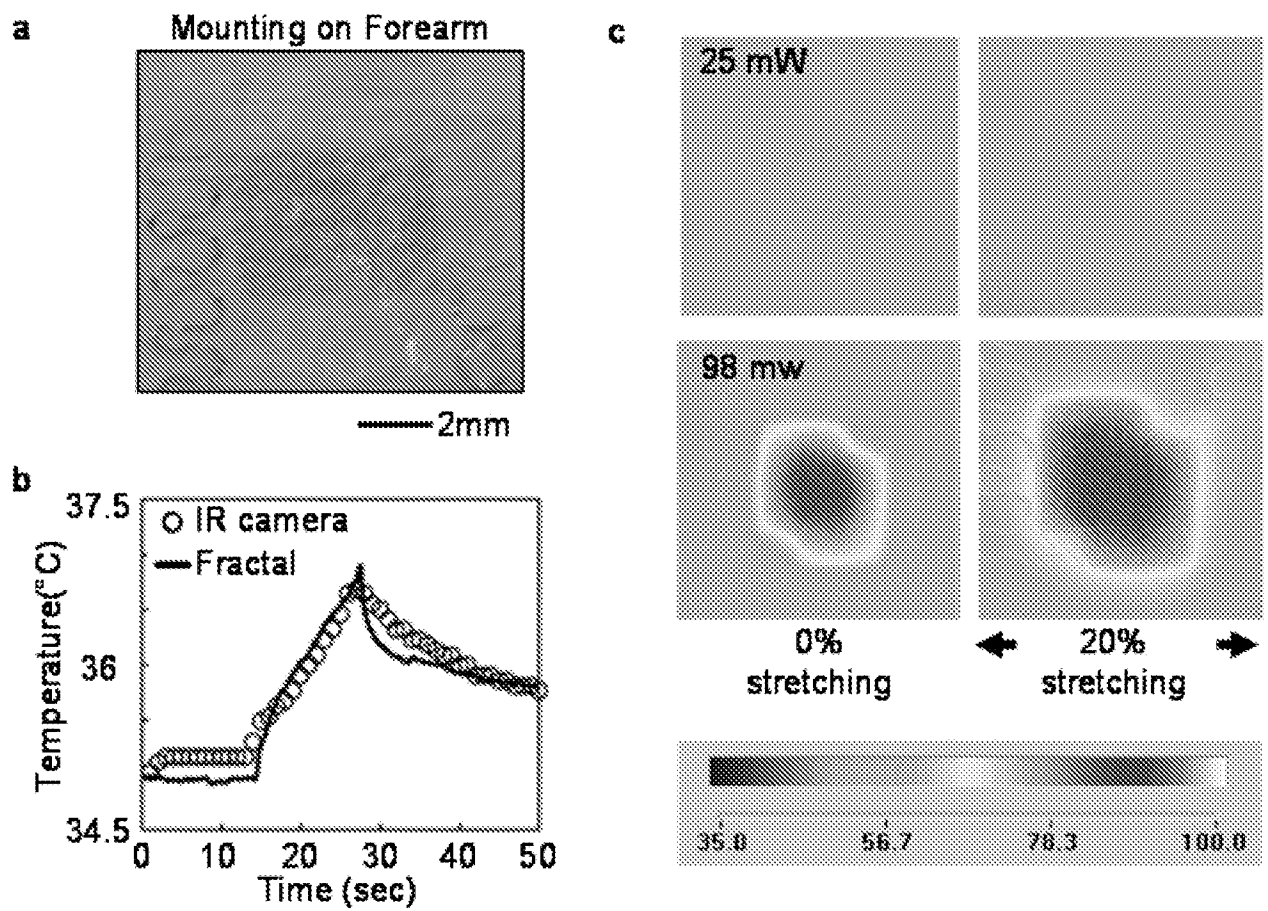 a
Mounting on Forearm
2mm
b
37.5
36
34.5
Temperature(°C)
IR camera
Fractal
0 10 20 30 40 50
Time (sec)
c
25 mW
98 mw
0%
stretching
20%
stretching
35.0 56.7 78.3 100.0